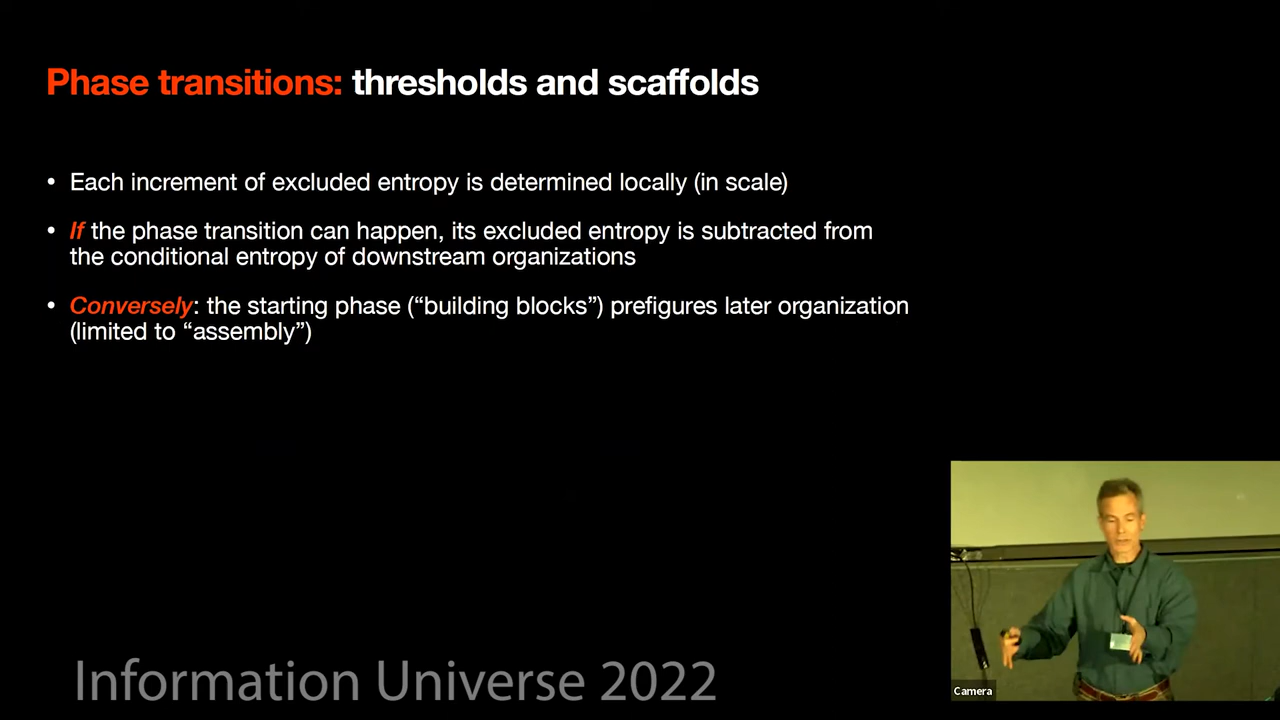 Phase transitions: thresholds and scaffolds
• Each increment of excluded entropy is determined locally (in scale)
• If the phase transition can happen, its excluded entropy is subtracted from
the conditional entropy of downstream organizations
• Conversely: the starting phase (“building blocks”) prefigures later organization
(limited to “assembly”)
Information Universe 2022
Camera